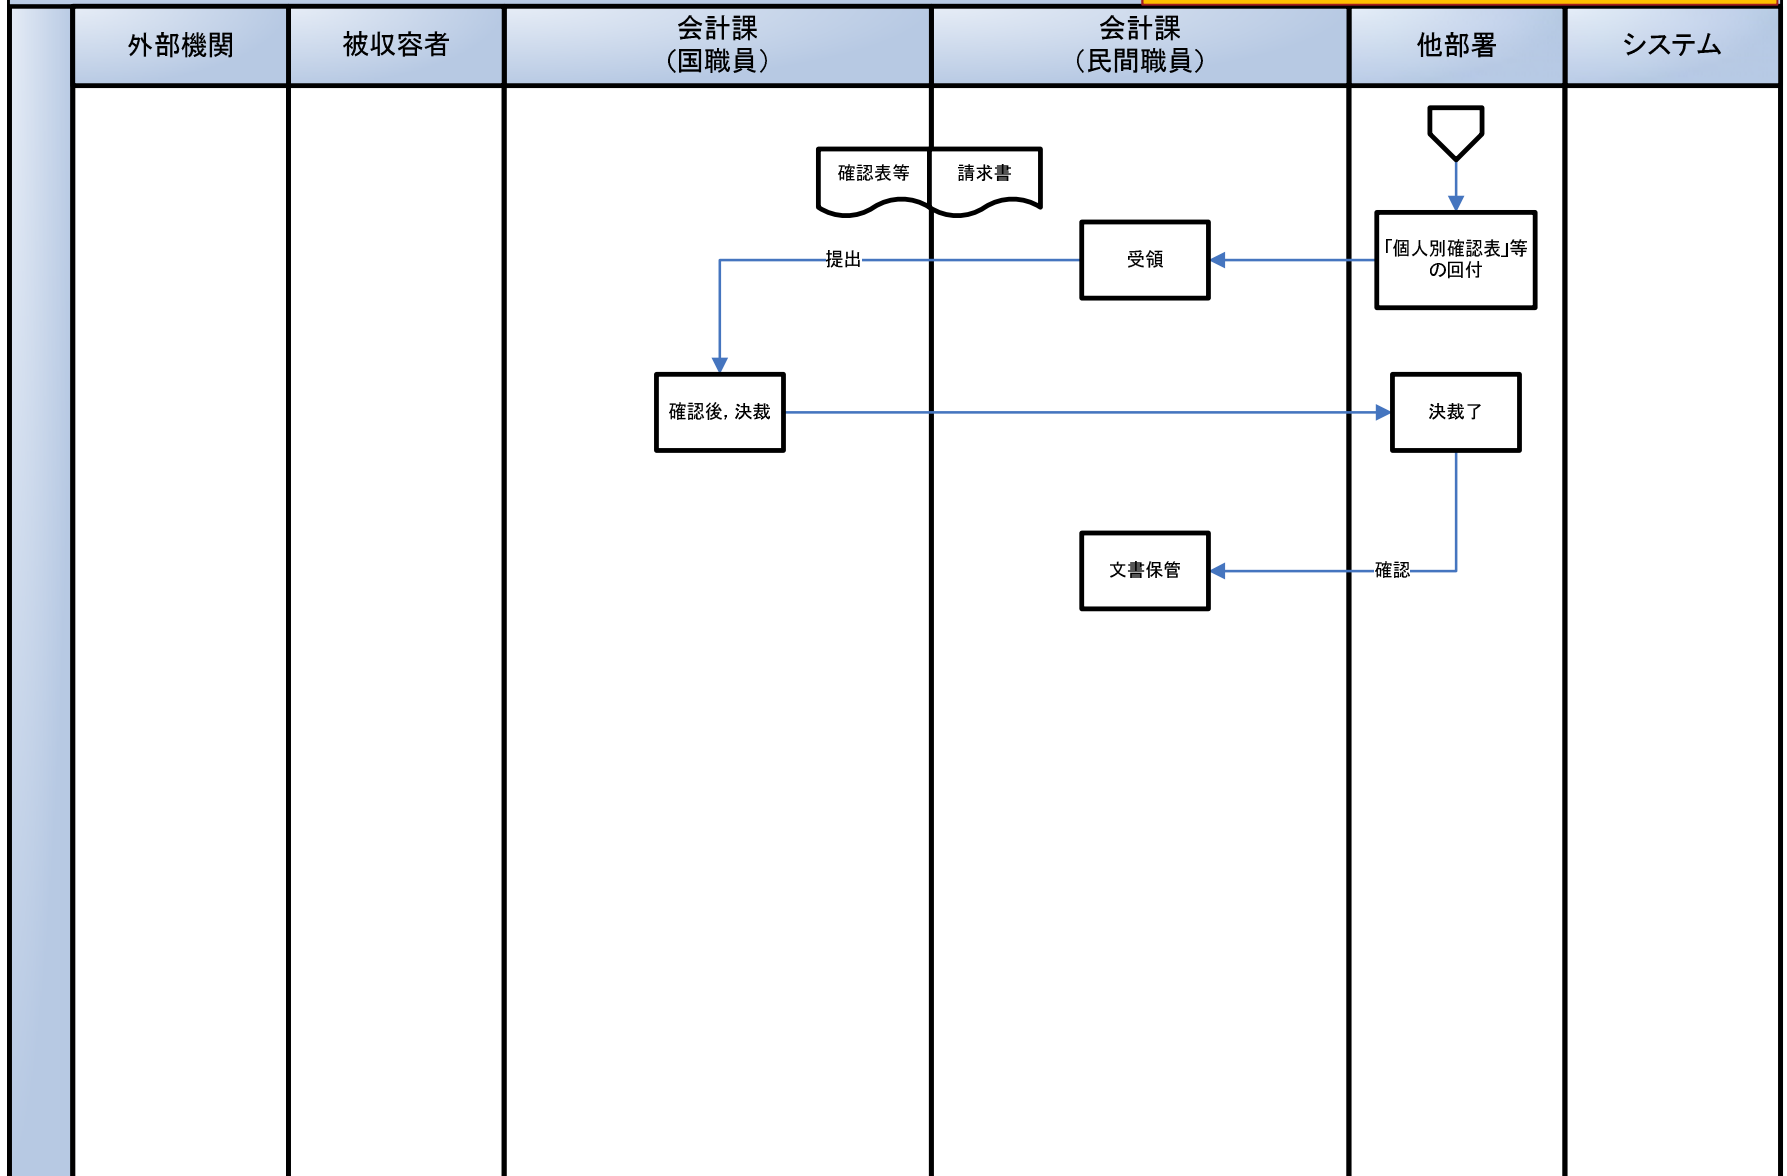 外部機関
被収容者
会計課
（国職員）
会計課
（民間職員）
他部署
システム
確認表等
請求書
「個人別確認表」等
の回付
受領
提出
確認後，決裁
決裁了
文書保管
確認